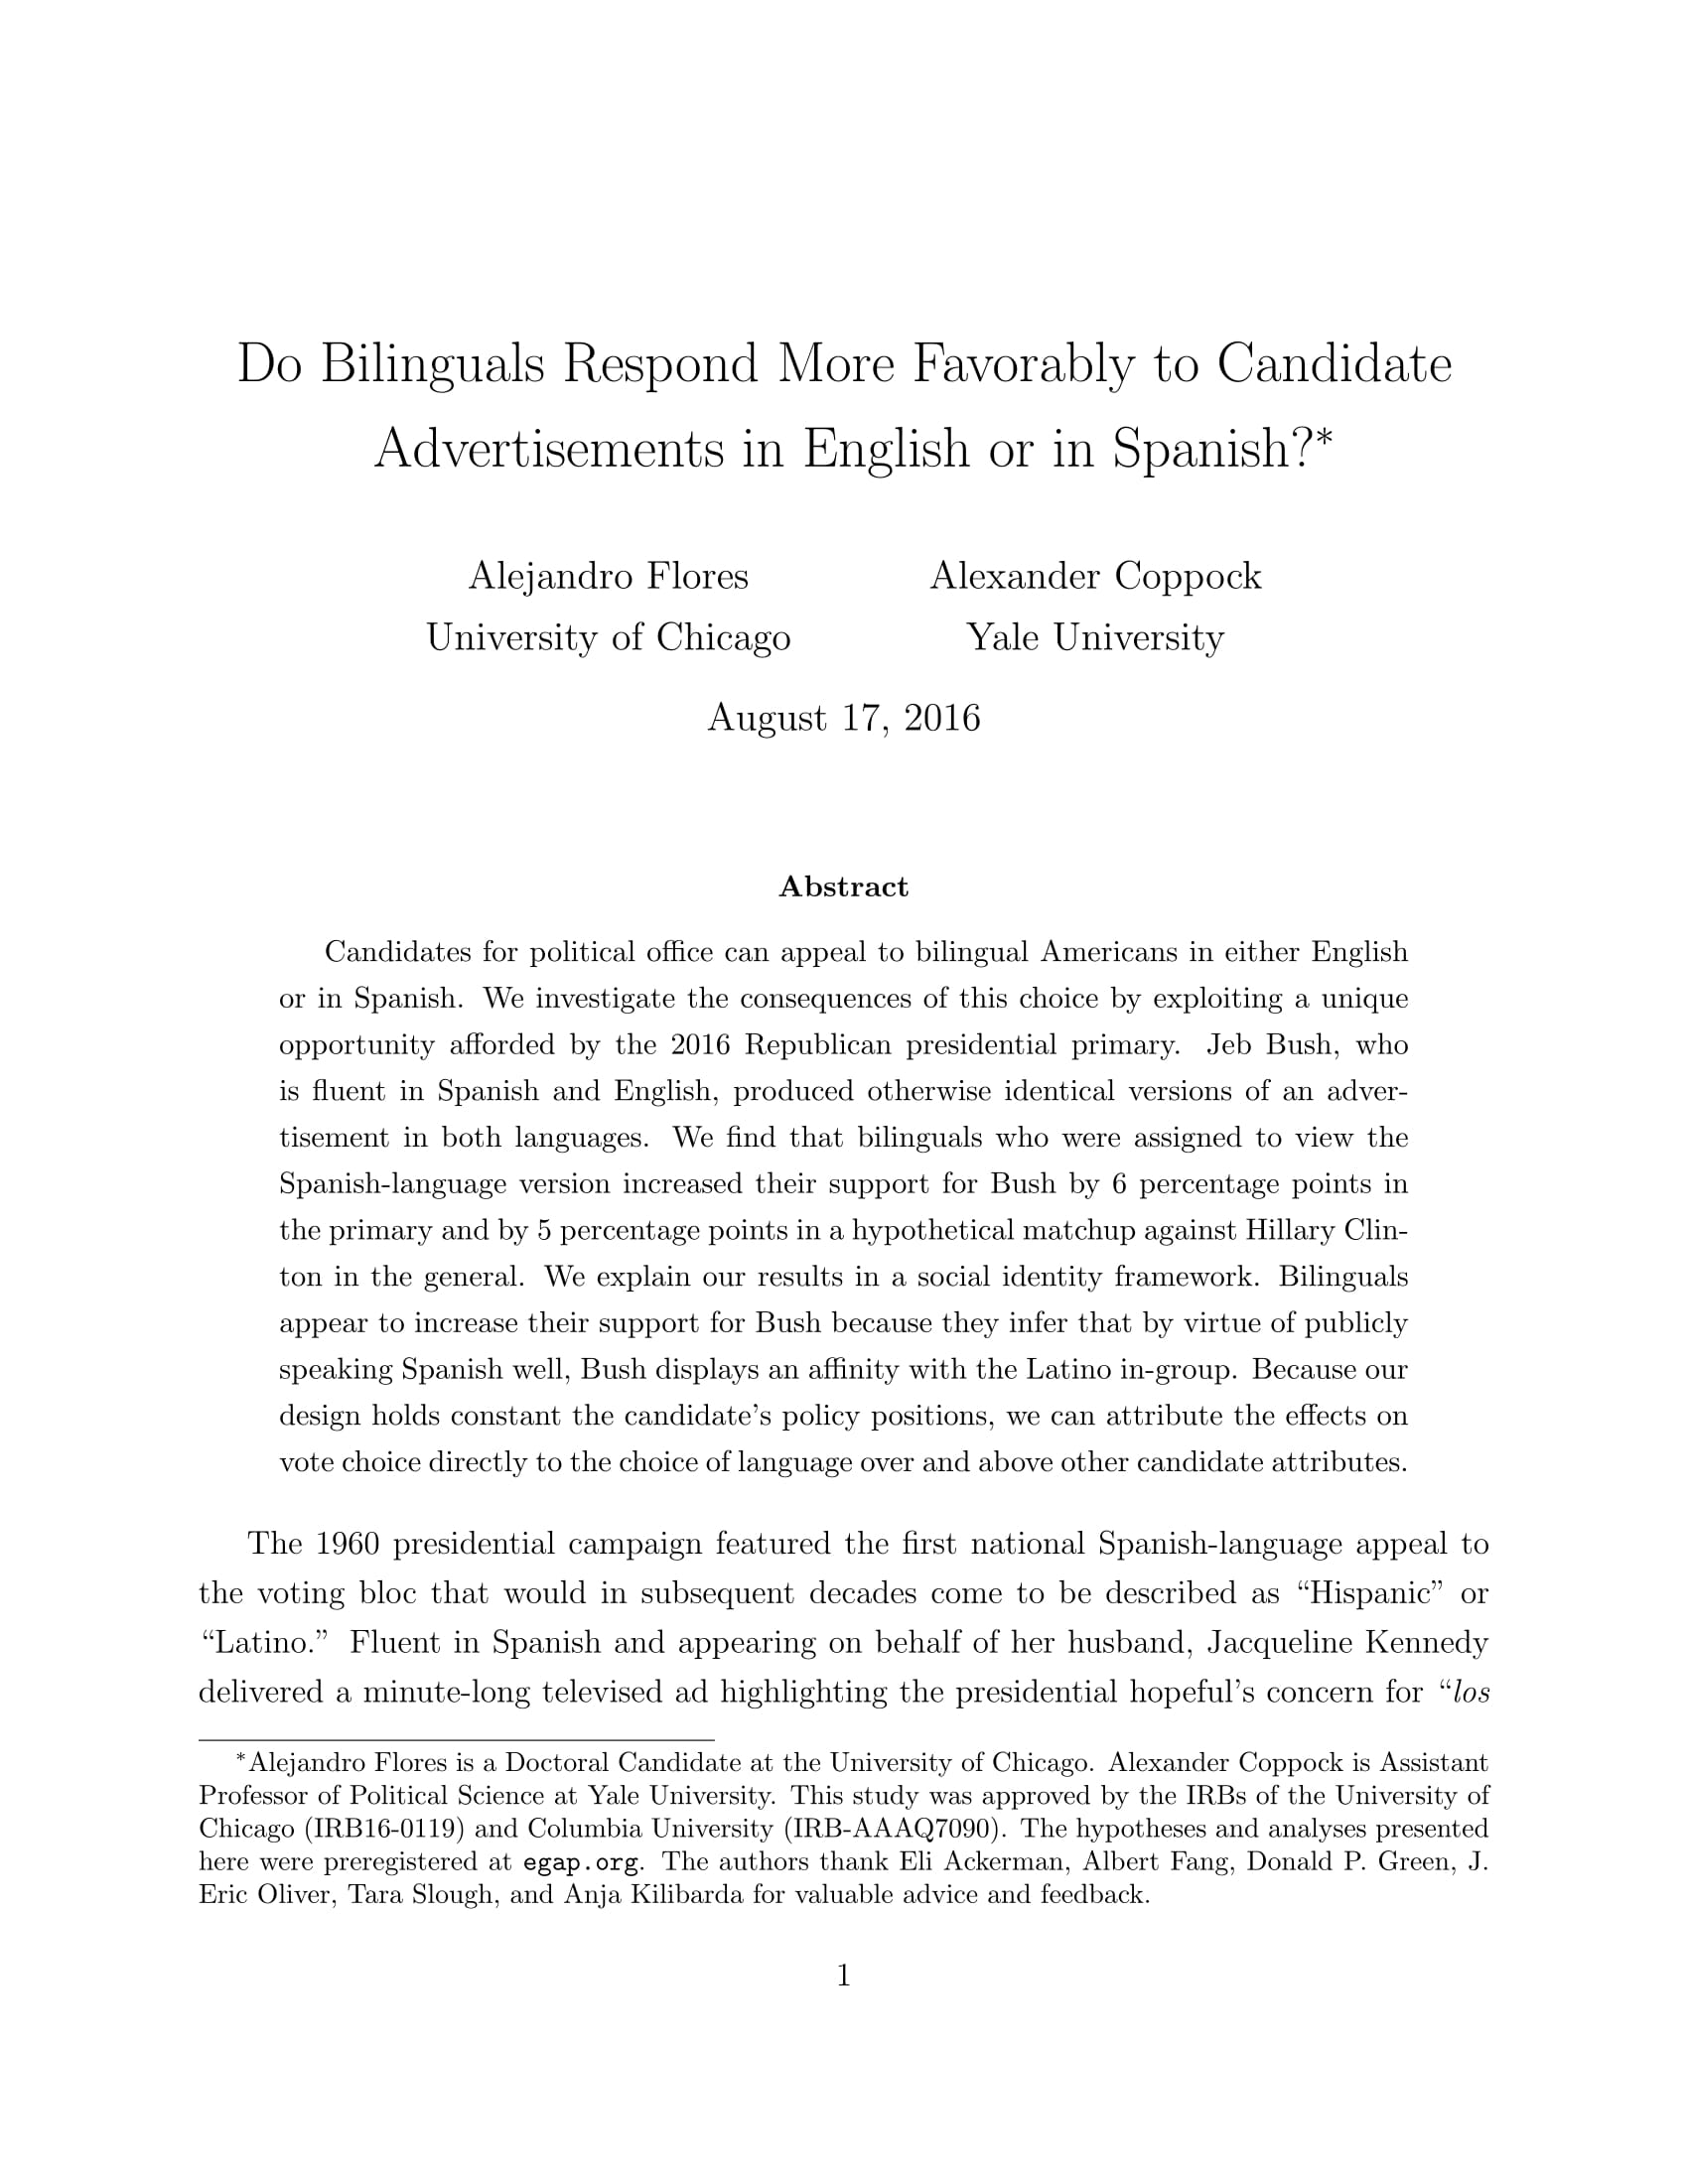 Do Bilinguals Respond More Favorably to Candidate
Advertisements in English or in Spanish?*
Alejandro Flores
University of Chicago
Alexander Coppock
Yale University
August 17, 2016
Abstract
Candidates for political office can appeal to bilingual Americans in either English
or in Spanish. We investigate the consequences of this choice by exploiting a unique
opportunity afforded by the 2016 Republican presidential primary. Jeb Bush, who
is fluent in Spanish and English, produced otherwise identical versions of an adver-
tisement in both languages. We find that bilinguals who were assigned to view the
Spanish-language version increased their support for Bush by 6 percentage points in
the primary and by 5 percentage points in a hypothetical matchup against Hillary Clin-
ton in the general. We explain our results in a social identity framework. Bilinguals
appear to increase their support for Bush because they infer that by virtue of publicly
speaking Spanish well, Bush displays an affinity with the Latino in-group. Because our
design holds constant the candidate's policy positions, we can attribute the effects on
vote choice directly to the choice of language over and above other candidate attributes.
The 1960 presidential campaign featured the first national Spanish-language appeal to
the voting bloc that would in subsequent decades come to be described as “Hispanic” or
“Latino.” Fluent in Spanish and appearing on behalf of her husband, Jacqueline Kennedy
delivered a minute-long televised ad highlighting the presidential hopeful's concern for “los
*Alejandro Flores is a Doctoral Candidate at the University of Chicago. Alexander Coppock is Assistant
Professor of Political Science at Yale University. This study was approved by the IRBs of the University of
Chicago (IRB16-0119) and Columbia University (IRB-AAAQ7090). The hypotheses and analyses presented
here were preregistered at egap.org. The authors thank Eli Ackerman, Albert Fang, Donald P. Green, J.
Eric Oliver, Tara Slough, and Anja Kilibarda for valuable advice and feedback.
1